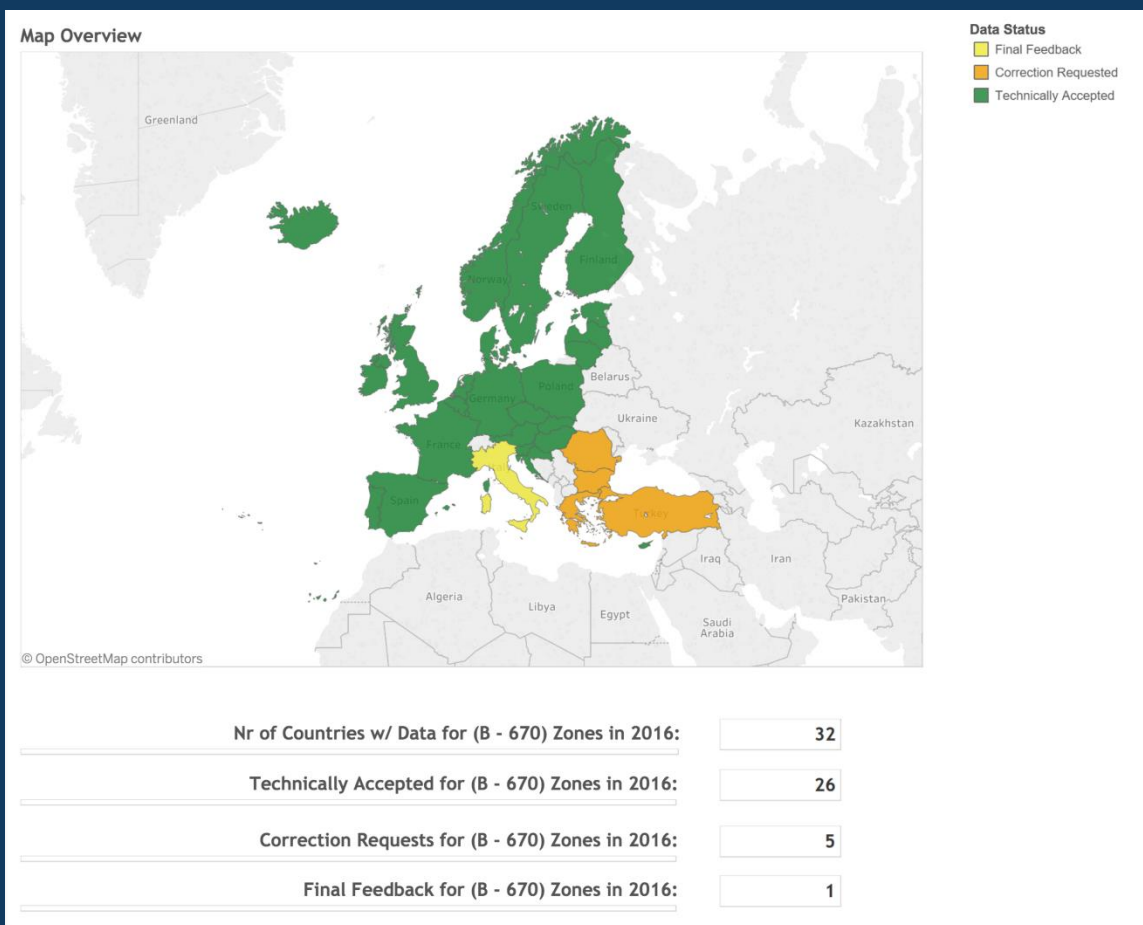 Map Overview
Data Status
Final Feedback
Correction Requested
Technically Accepted
Greenland
Sweden
Finland
Norway
Belarus
Poland
Germany
Ukraine
Kazakhstan
France
Spain
Turkey
Iraq
Iran
Algeria
Libya
Egypt
Pakistan
Saudi
Arabia
© OpenStreetMap contributors
Nr of Countries w/ Data for (B - 670) Zones in 2016: 32
Technically Accepted for (B - 670) Zones in 2016: 26
Correction Requests for (B - 670) Zones in 2016: 5
Final Feedback for (B - 670) Zones in 2016: 1